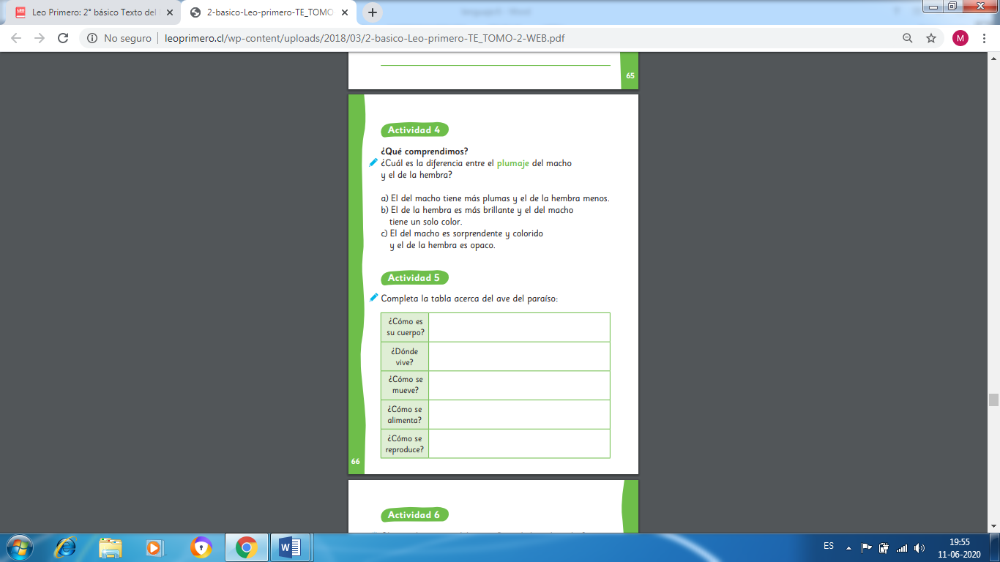 Leo Primero: 2° básico Texto del
2-basico-Leo-primero-TE_TOMO
No seguro
leoprimero.cl/wp-content/uploads/2018/03/2-basico-Leo-primero-TE_TOMO-2-WEB.pdf
M
65
Actividad 4
¿Qué comprendimos?
¿Cuál es la diferencia entre el plumaje del macho
y el de la hembra?
a) El del macho tiene más plumas y el de la hembra menos.
b) El de la hembra es más brillante y el del macho
tiene un solo color.
c) El del macho es sorprendente y colorido
y el de la hembra es opaco.
Actividad 5
Completa la tabla acerca del ave del paraíso:
¿Cómo es
su cuerpo?
¿Dónde
vive?
¿Cómo se
mueve?
¿Cómo se
alimenta?
¿Cómo se
reproduce?
66
Actividad 6
ES
19:55
11-06-2020